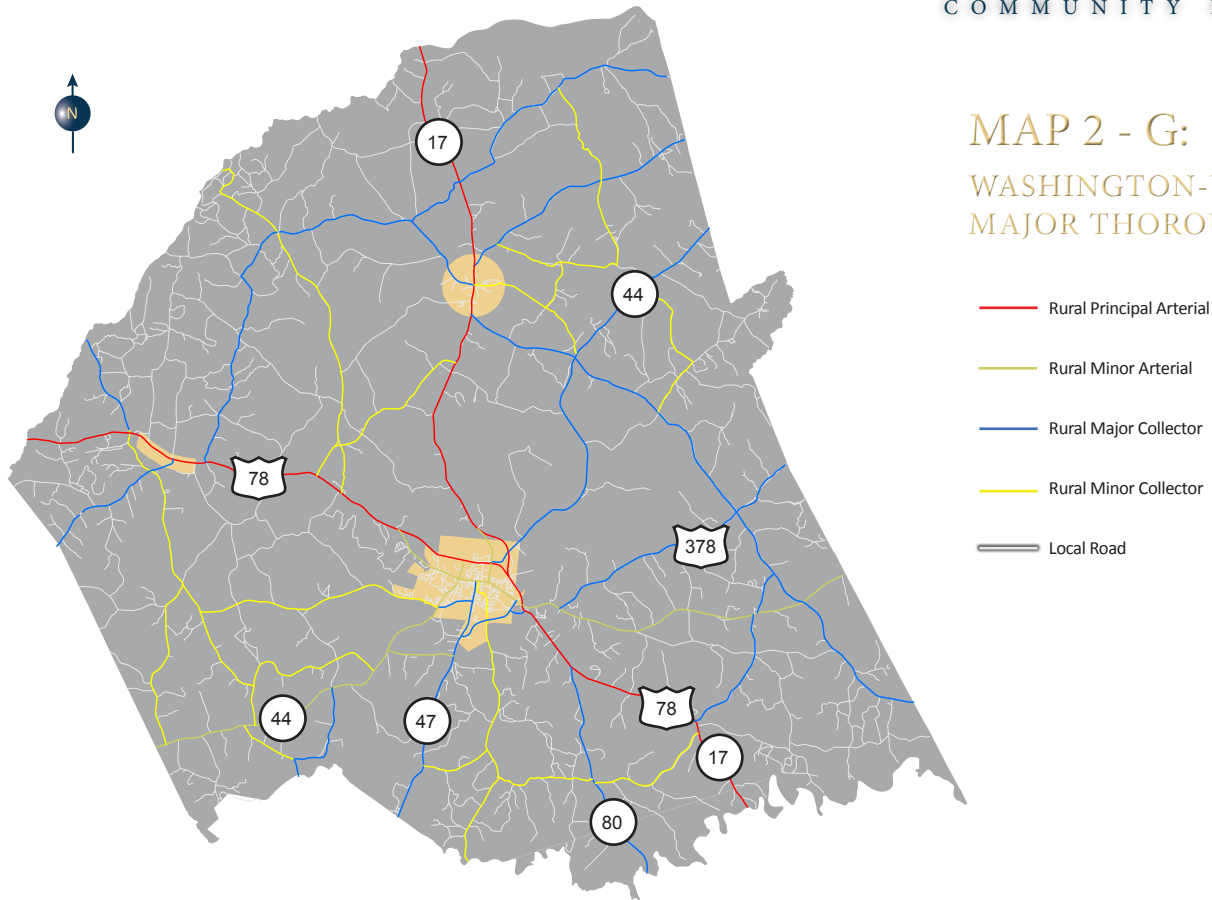 COMMUNITY
N
MAP 2 - G:
WASHINGTON-
MAJOR THOROU
Rural Principal Arterial
Rural Minor Arterial
Rural Major Collector
Rural Minor Collector
Local Road
17
44
78
378
78
44
47
17
80